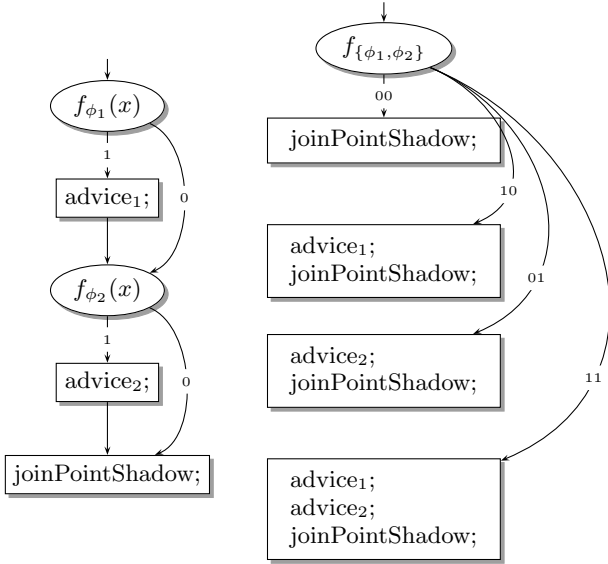 f_{ϕ₁}(x)
1
0
advice₁;
f_{ϕ₂}(x)
1
0
advice₂;
joinPointShadow;
f_{{ϕ₁,ϕ₂}}
00
joinPointShadow;
10
advice₁;
joinPointShadow;
01
advice₂;
joinPointShadow;
11
advice₁;
advice₂;
joinPointShadow;